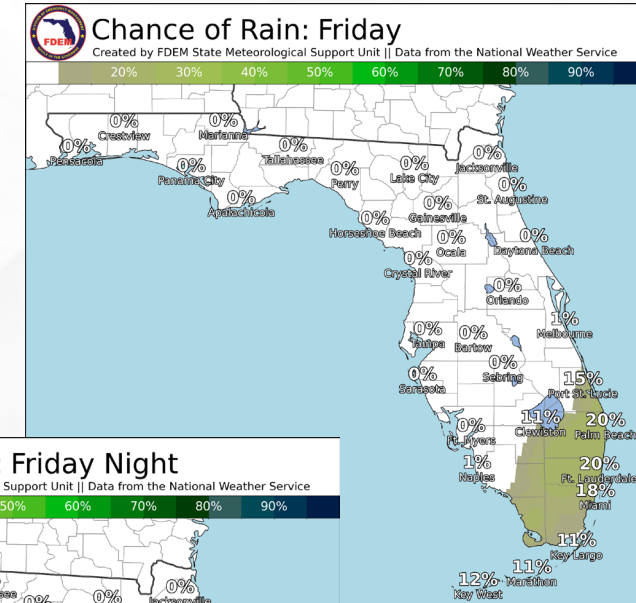 FDEM
Chance of Rain: Friday
Created by FDEM State Meteorological Support Unit || Data from the National Weather Service
20% 30% 40% 50% 60% 70% 80% 90%
0%
Crestview
0%
Marianna
0%
Pensacola
0%
Panama City
0%
Tallahassee
0%
Apalachicola
0%
Perry
0%
Lake City
0%
Jacksonville
0%
St. Augustine
0%
Gainesville
0%
Horseshoe Beach
0%
Ocala
0%
Daytona Beach
0%
Crystal River
0%
Orlando
1%
Melbourne
0%
Tampa
0%
Bartow
0%
Sebring
0%
Sarasota
15%
Port St. Lucie
11%
Clewiston
20%
Palm Beach
0%
Ft. Myers
1%
Naples
20%
Ft. Lauderdale
18%
Miami
11%
Key Largo
11%
Marathon
12%
Key West
: Friday Night
Support Unit || Data from the National Weather Service
50% 60% 70% 80% 90%
see
0%
0%
0%
Jacksonville